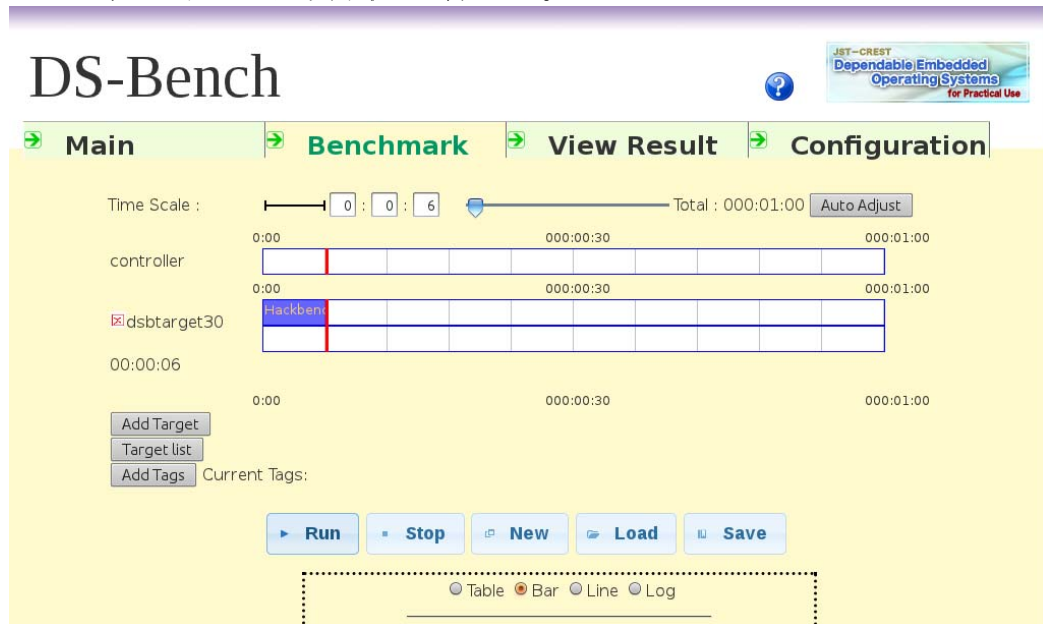 DS-Bench
?
JST-CREST
Dependable Embedded
Operating Systems
for Practical Use
Main Benchmark View Result Configuration
Time Scale : 0 : 0 : 6 Total : 000:01:00 Auto Adjust
0:00 000:00:30 000:01:00
controller
0:00 000:00:30 000:01:00
Hackbenc
dsbtarget30
00:00:06
0:00 000:00:30 000:01:00
Add Target
Target list
Add Tags Current Tags:
Run Stop New Load Save
Table Bar Line Log